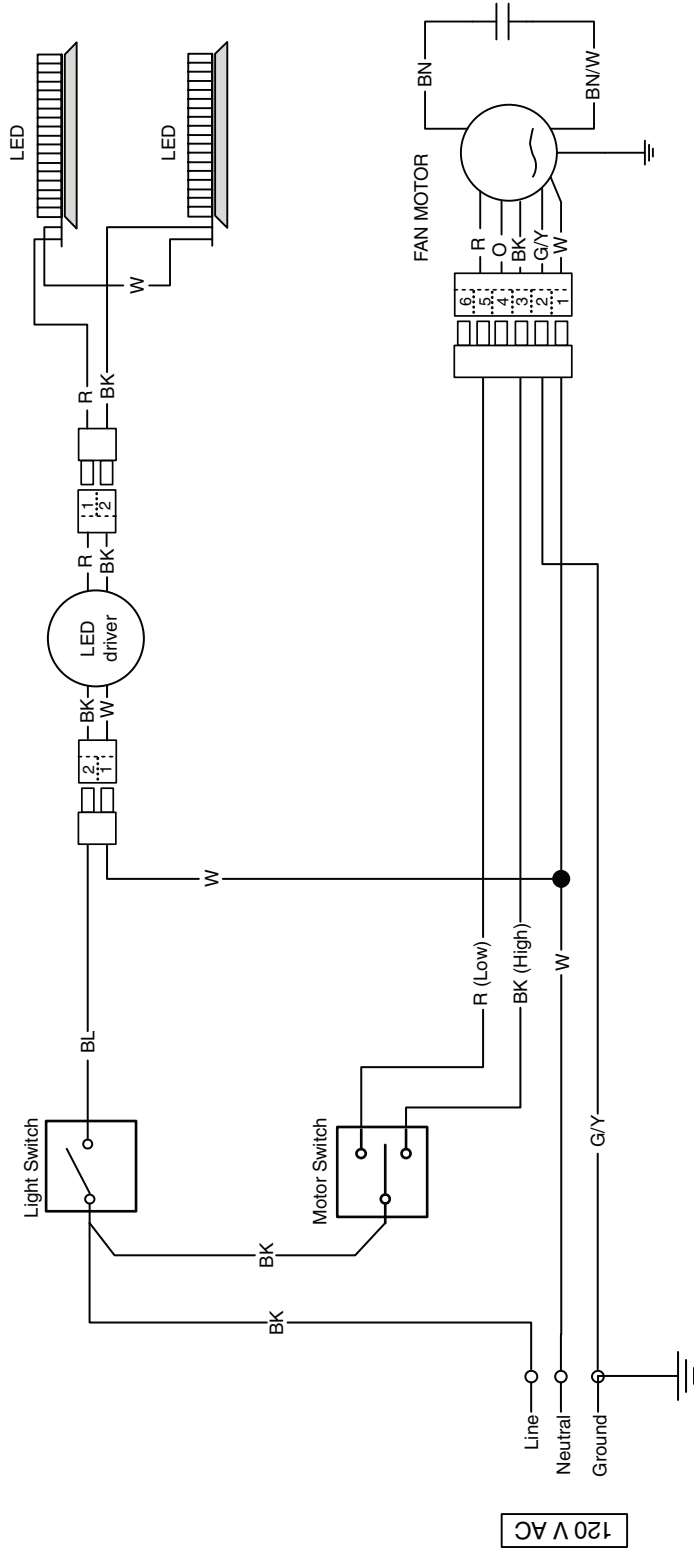 LED
LED
W
R
BK
1
2
R
BK
LED
driver
BK
W
2
1
W
BL
Light Switch
BK
BK
Motor Switch
R (Low)
BK (High)
W
G/Y
Line
Neutral
Ground
120 V AC
FAN MOTOR
BN
BN/W
R
O
BK
G/Y
W
6
5
4
3
2
1